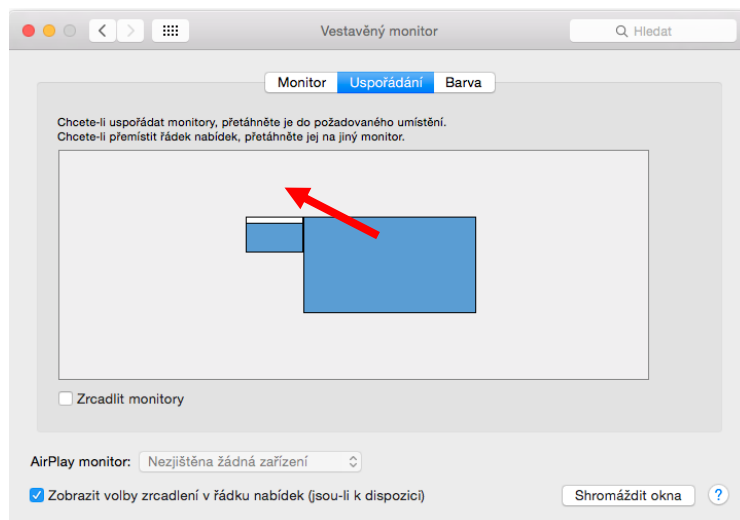 Vestavěný monitor
Hledat
Monitor Uspořádání Barva
Chcete-li uspořádat monitory, přetáhněte je do požadovaného umístění.
Chcete-li přemístit řádek nabídek, přetáhněte jej na jiný monitor.
Zrcadlit monitory
AirPlay monitor: Nezjištěna žádná zařízení
Zobrazit volby zrcadlení v řádku nabídek (jsou-li k dispozici)
Shromáždit okna ?